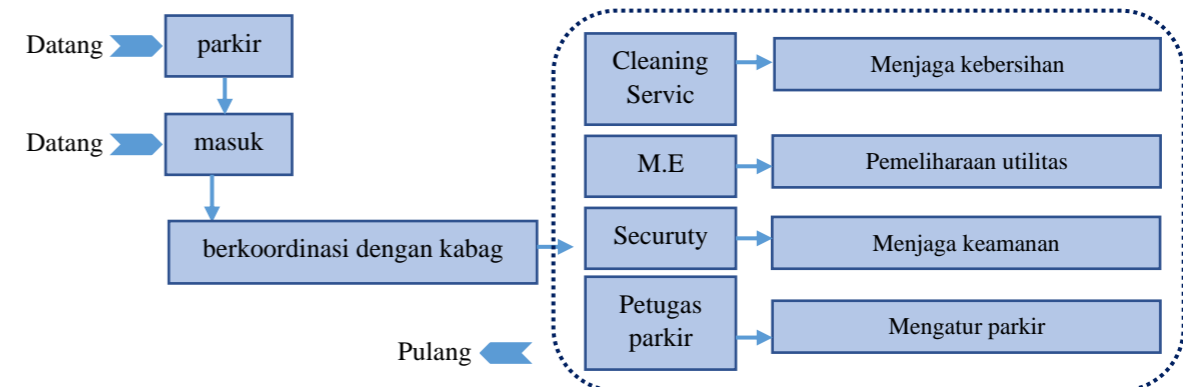 Datang
parkir
Datang
masuk
berkoordinasi dengan kabag
Cleaning
Servic
Menjaga kebersihan
M.E
Pemeliharaan utilitas
Securuty
Menjaga keamanan
Petugas
parkir
Mengatur parkir
Pulang